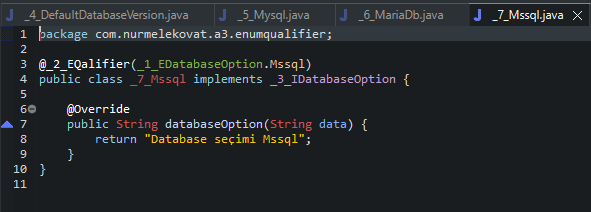 _4_DefaultDatabaseVersion.java _5_Mysql.java _6_MariaDb.java _7_Mssql.java
1 package com.nurmelekovat.a3.enumqualifier;
2
3 @_2_EQalifier(_1_EDatabaseOption.Mssql)
4 public class _7_Mssql implements _3_IDatabaseOption {
5
6 @Override
7 public String databaseOption(String data) {
8 return "Database seçimi Mssql";
9 }
10 }
11